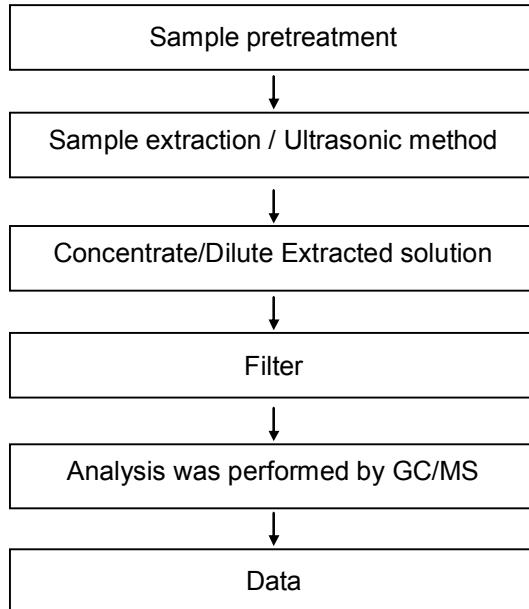 Sample pretreatment
Sample extraction / Ultrasonic method
Concentrate/Dilute Extracted solution
Filter
Analysis was performed by GC/MS
Data